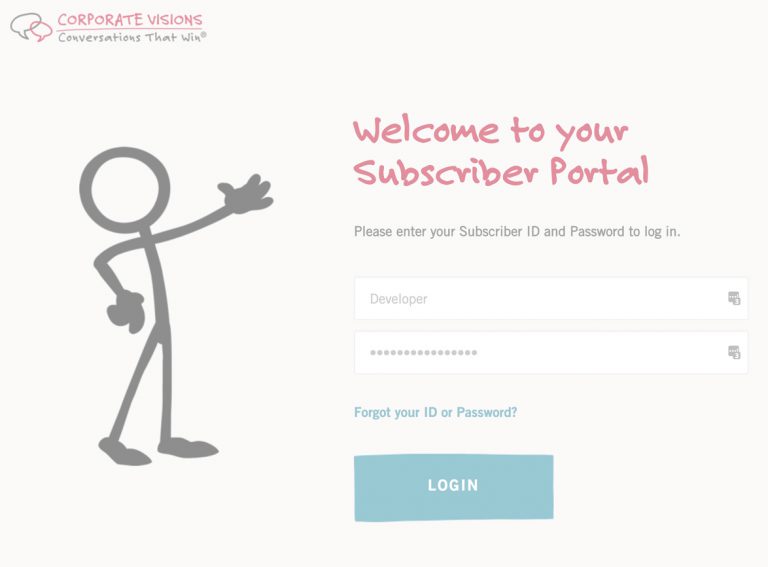 CORPORATE VISIONS
Conversations That Win®
Welcome to your
Subscriber Portal
Please enter your Subscriber ID and Password to log in.
Developer
••••••••••••••••
Forgot your ID or Password?
LOGIN